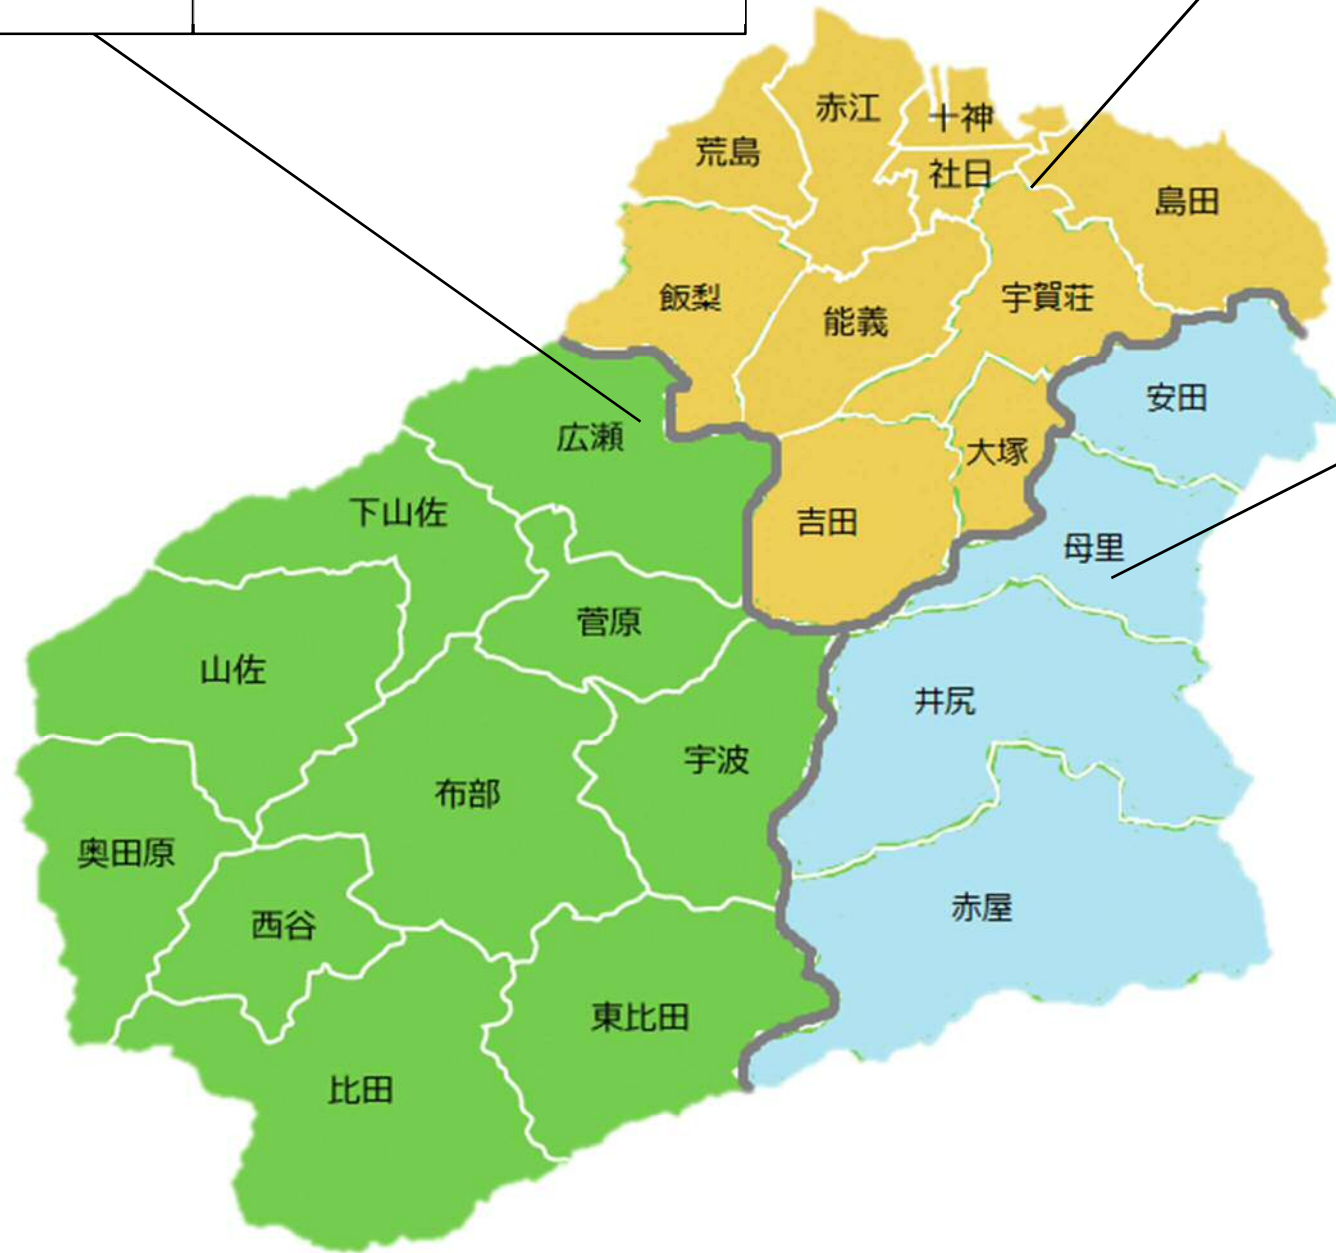 赤江
十神
荒島
社日
島田
飯梨
能義
宇賀荘
安田
広瀬
大塚
下山佐
吉田
母里
菅原
山佐
井尻
宇波
布部
奥田原
赤屋
西谷
東比田
比田